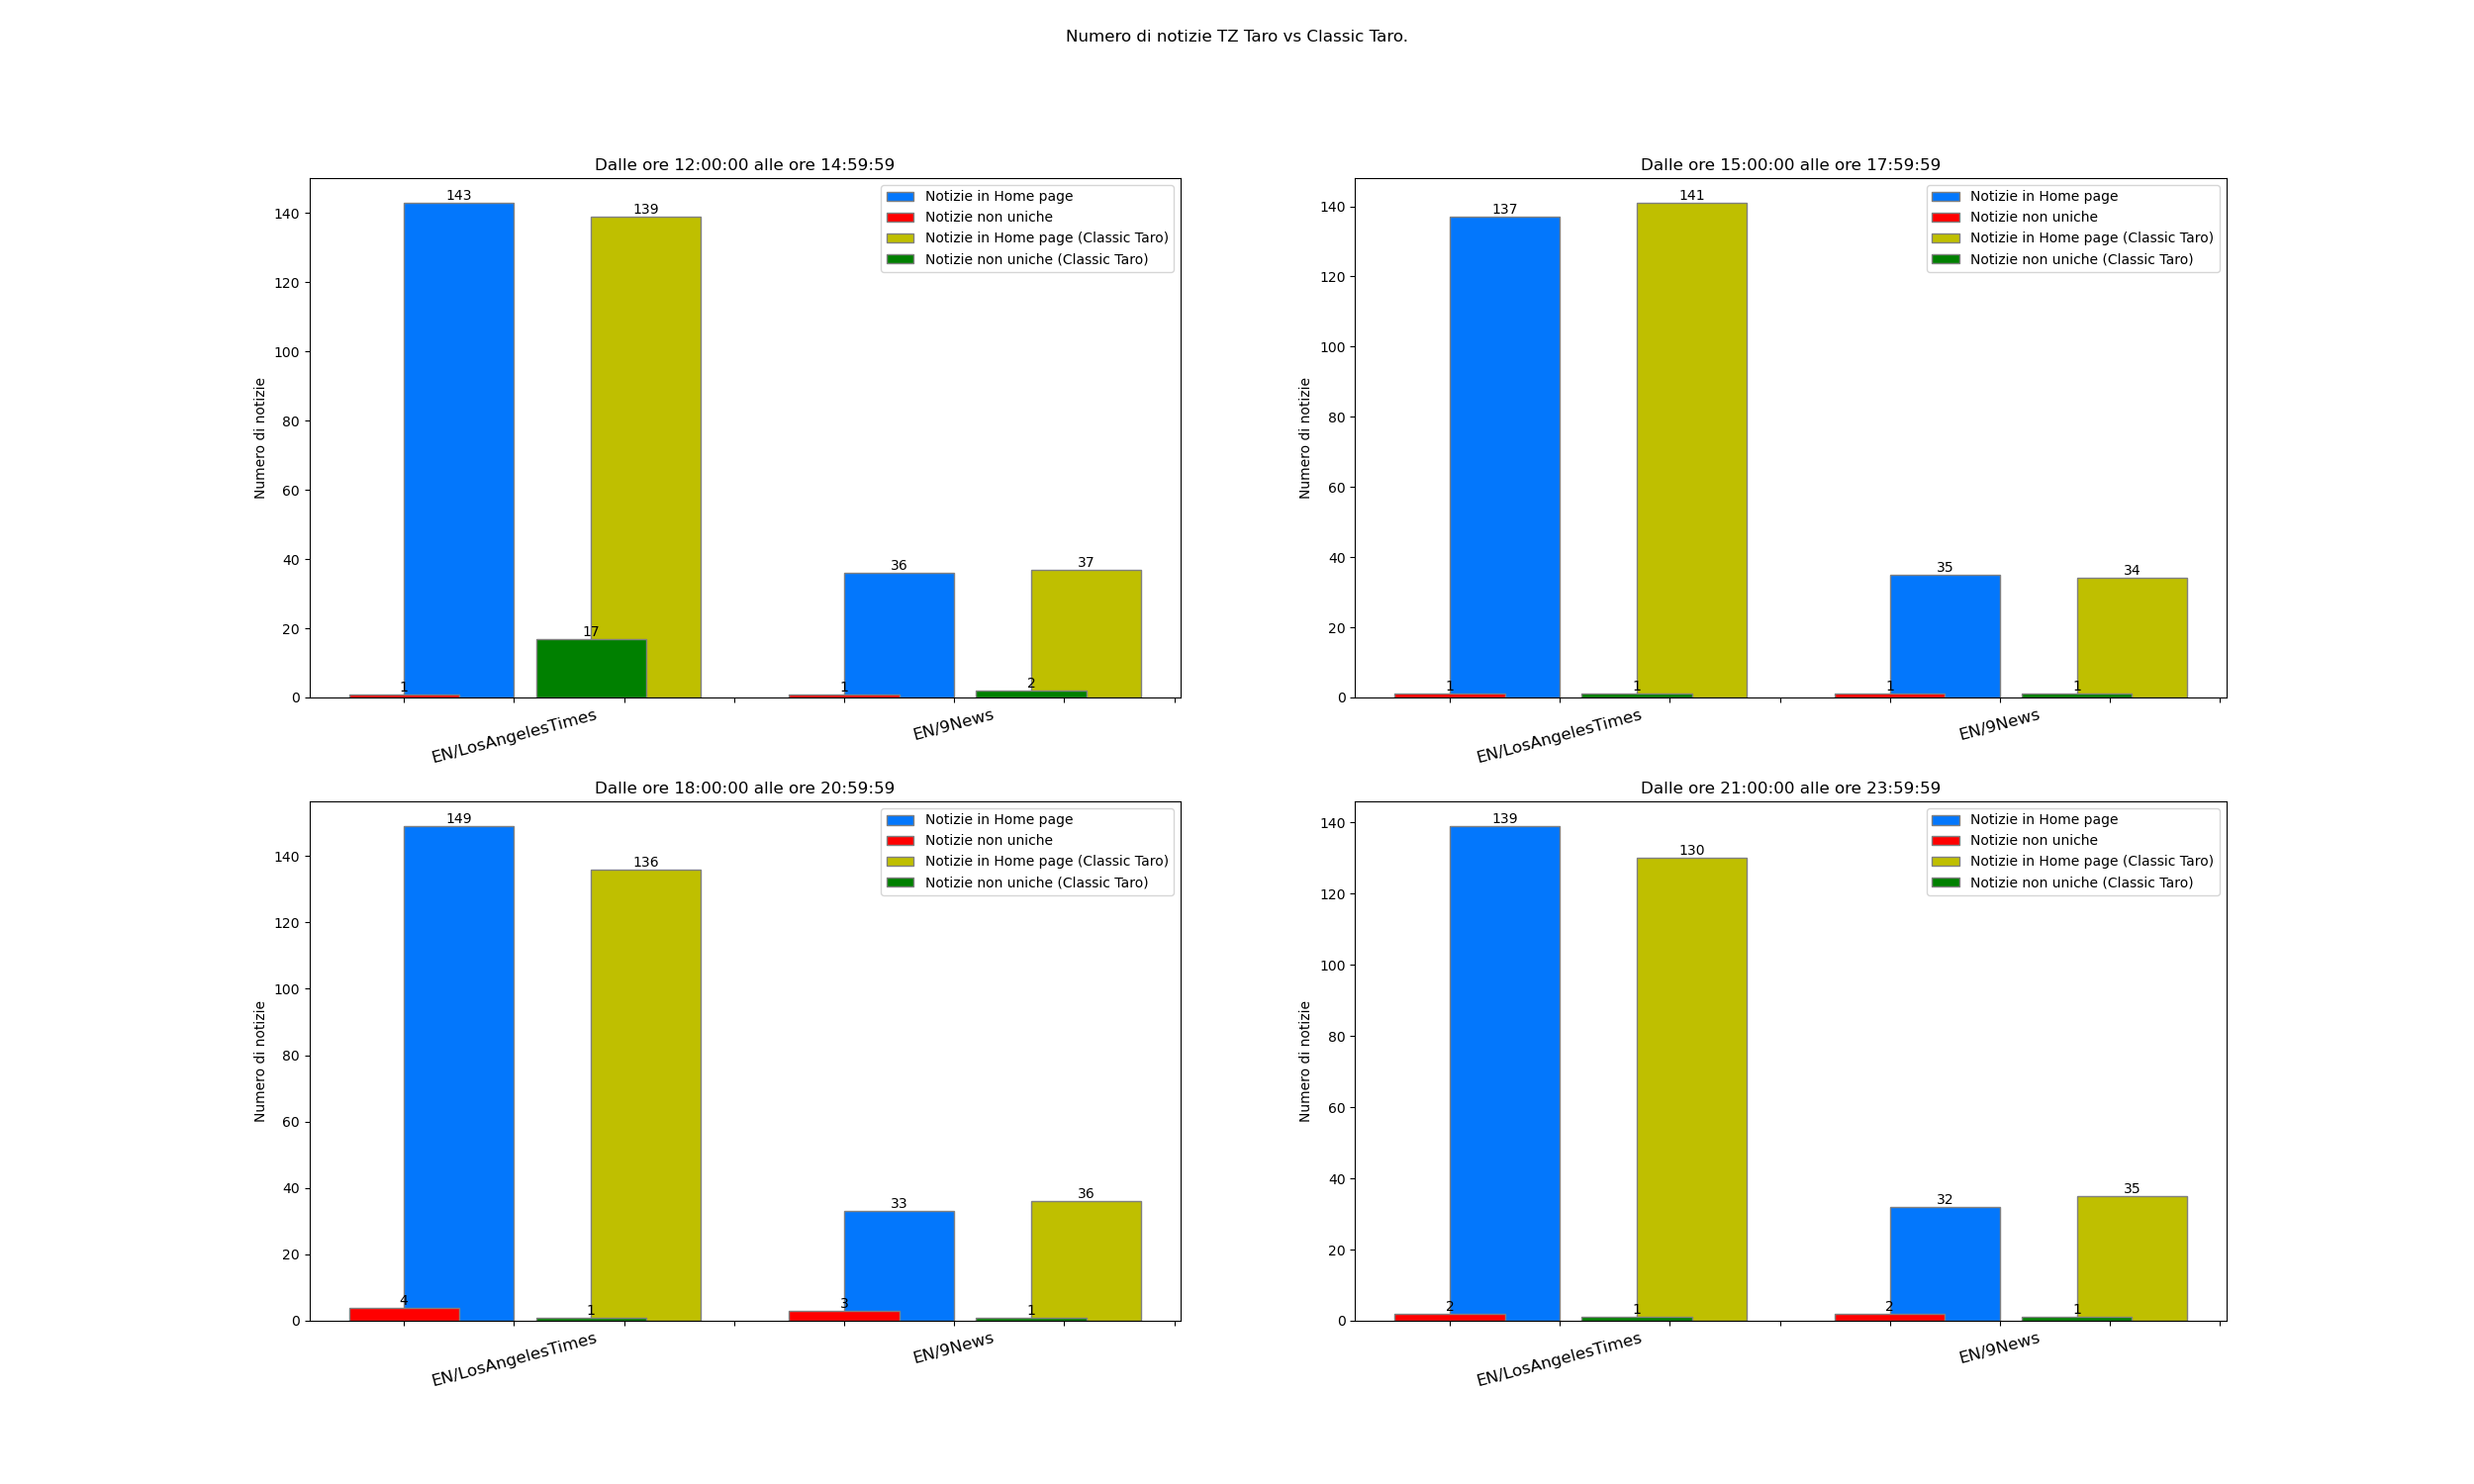 Numero di notizie TZ Taro vs Classic Taro.
Dalle ore 12:00:00 alle ore 14:59:59
Numero di notizie
140
120
100
80
60
40
20
0
143
139
17
1
36
37
1
2
Notizie in Home page
Notizie non uniche
Notizie in Home page (Classic Taro)
Notizie non uniche (Classic Taro)
EN/LosAngelesTimes
EN/9News
Dalle ore 15:00:00 alle ore 17:59:59
Numero di notizie
140
120
100
80
60
40
20
0
137
141
1
1
35
34
1
1
Notizie in Home page
Notizie non uniche
Notizie in Home page (Classic Taro)
Notizie non uniche (Classic Taro)
EN/LosAngelesTimes
EN/9News
Dalle ore 18:00:00 alle ore 20:59:59
Numero di notizie
140
120
100
80
60
40
20
0
149
136
4
1
33
36
3
1
Notizie in Home page
Notizie non uniche
Notizie in Home page (Classic Taro)
Notizie non uniche (Classic Taro)
EN/LosAngelesTimes
EN/9News
Dalle ore 21:00:00 alle ore 23:59:59
Numero di notizie
140
120
100
80
60
40
20
0
139
130
2
1
32
35
2
1
Notizie in Home page
Notizie non uniche
Notizie in Home page (Classic Taro)
Notizie non uniche (Classic Taro)
EN/LosAngelesTimes
EN/9News